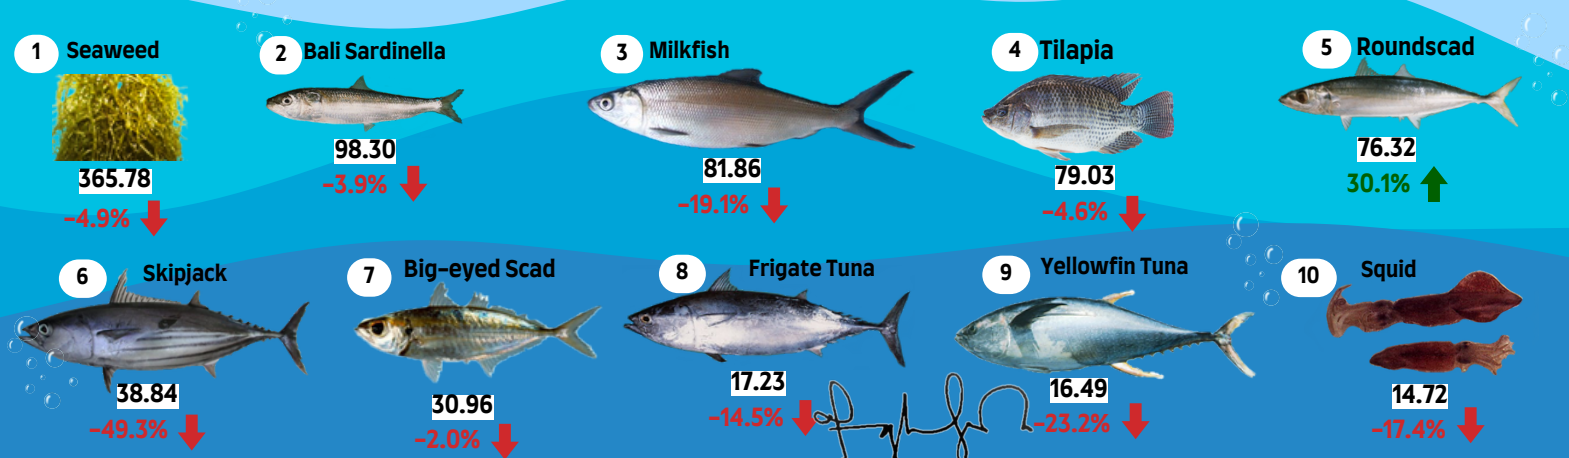 1 Seaweed
365.78
-4.9%
2 Bali Sardinella
98.30
-3.9%
3 Milkfish
81.86
-19.1%
4 Tilapia
79.03
-4.6%
5 Roundscad
76.32
30.1%
6 Skipjack
38.84
-49.3%
7 Big-eyed Scad
30.96
-2.0%
8 Frigate Tuna
17.23
-14.5%
9 Yellowfin Tuna
16.49
-23.2%
10 Squid
14.72
-17.4%